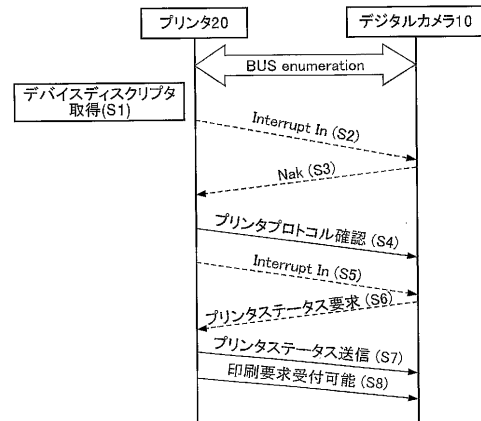 プリンタ20
デジタルカメラ10
BUS enumeration
デバイスディスクリプタ
取得(S1)
Interrupt In (S2)
Nak (S3)
プリンタプロトコル確認 (S4)
Interrupt In (S5)
プリンタステータス要求 (S6)
プリンタステータス送信 (S7)
印刷要求受付可能 (S8)